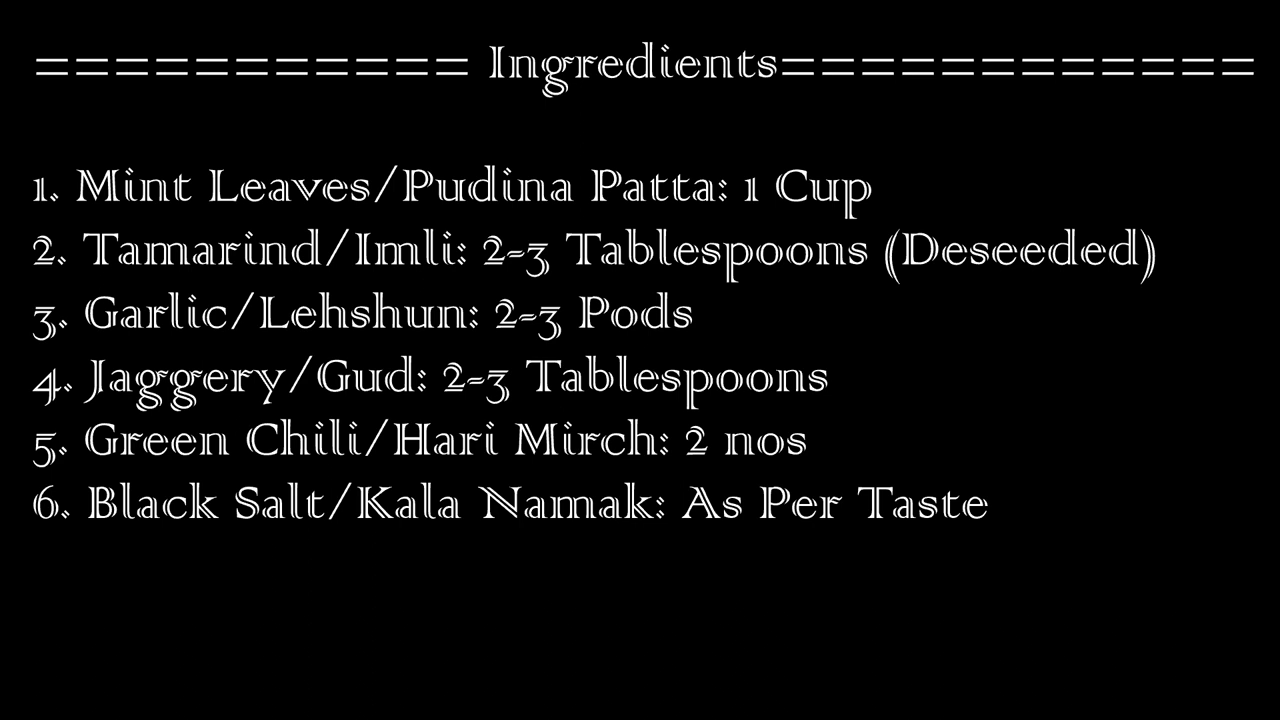 =========== Ingredients============
1. Mint Leaves/Pudina Patta: 1 Cup
2. Tamarind/Imli: 2-3 Tablespoons (Deseeded)
3. Garlic/Lehshun: 2-3 Pods
4. Jaggery/Gud: 2-3 Tablespoons
5. Green Chili/Hari Mirch: 2 nos
6. Black Salt/Kala Namak: As Per Taste